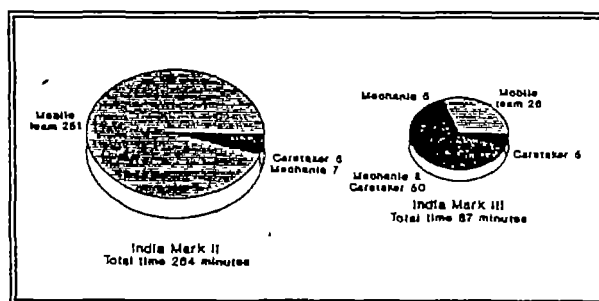 Mobile
team 251
Caretaker 6
Mechanic 7
India Mark II
Total time 264 minutes
Mechanic 6
Mobile
team 26
Caretaker 5
Mechanic &
Caretaker 50
India Mark III
Total time 87 minutes